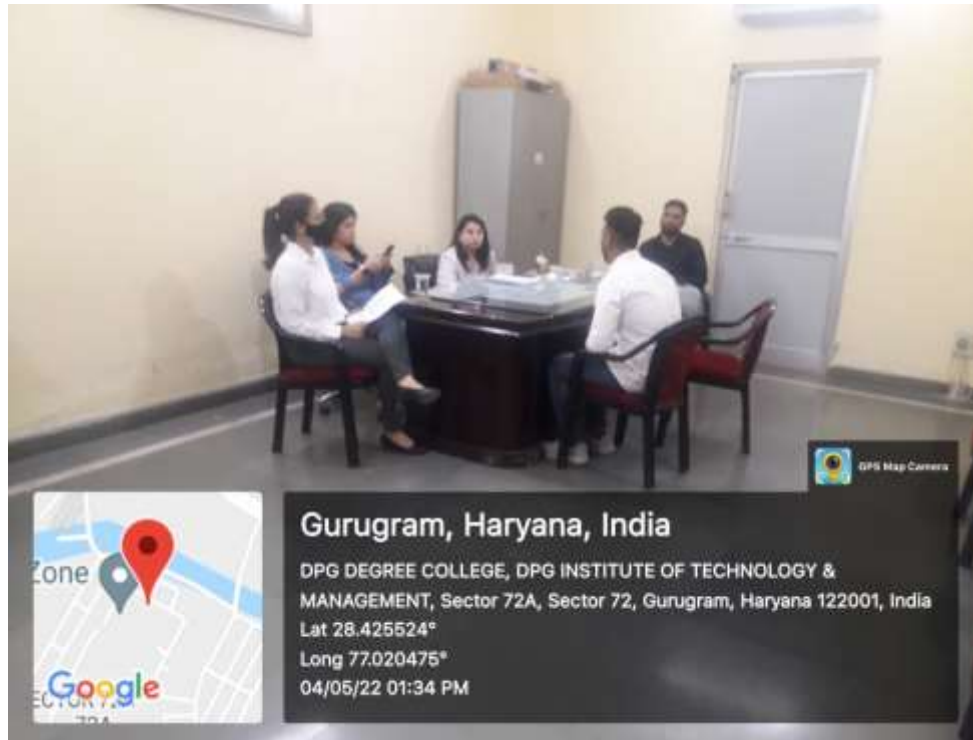 GPS Map Camera
Gurugram, Haryana, India
DPG DEGREE COLLEGE, DPG INSTITUTE OF TECHNOLOGY &
MANAGEMENT, Sector 72A, Sector 72, Gurugram, Haryana 122001, India
Lat 28.425524°
Long 77.020475°
04/05/22 01:34 PM
Zone
Google